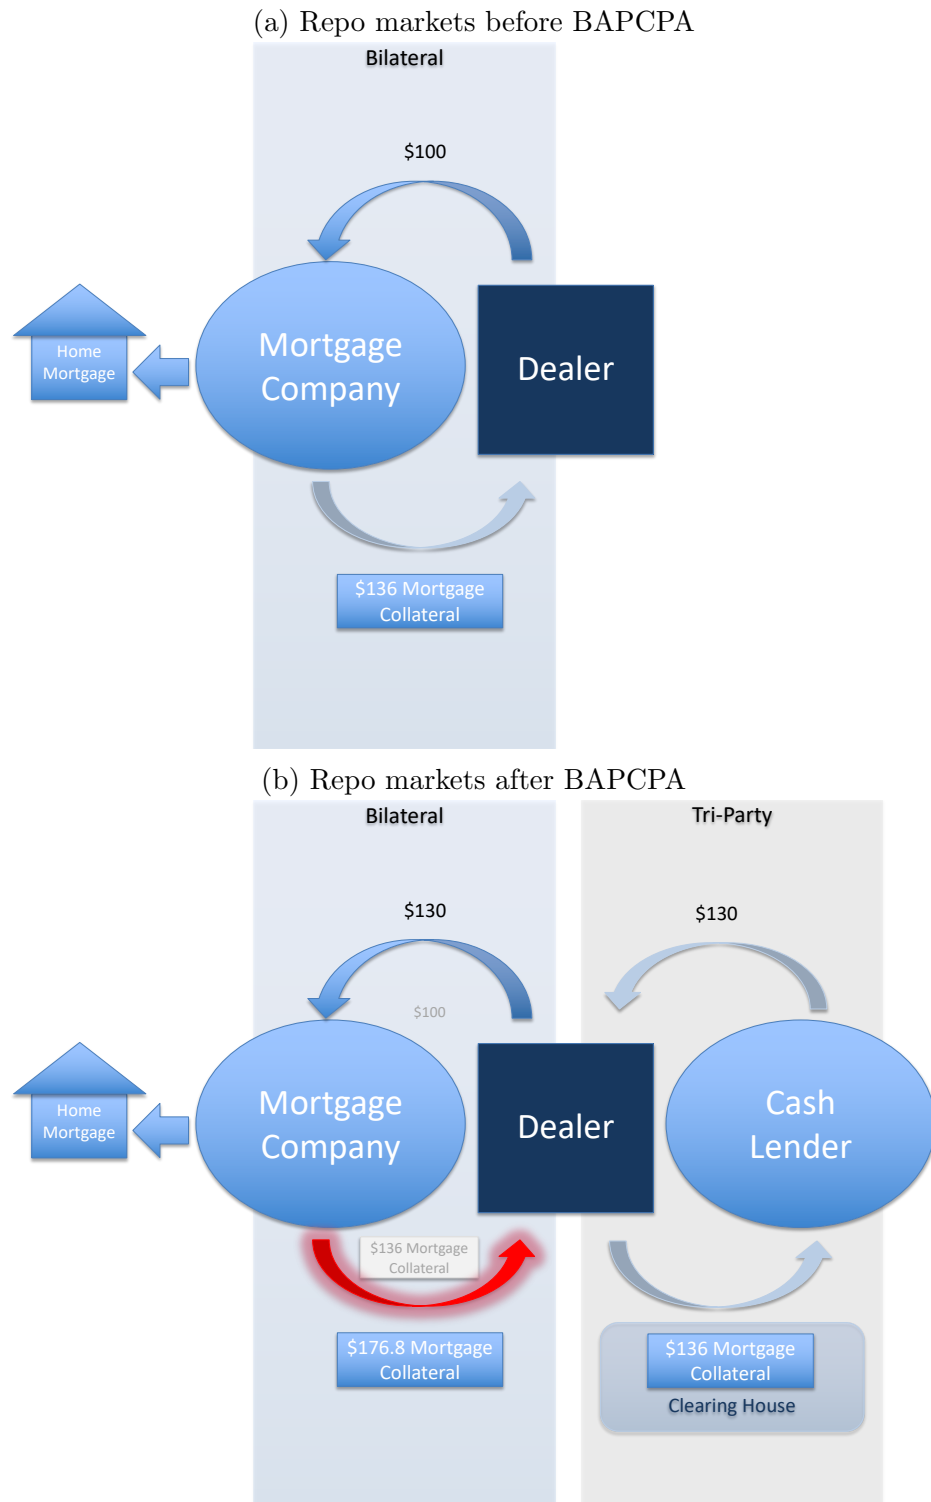 (a) Repo markets before BAPCPA
Bilateral
$100
Home
Mortgage
Mortgage
Company
Dealer
$136 Mortgage
Collateral
(b) Repo markets after BAPCPA
Bilateral
Tri-Party
$130
$130
$100
Home
Mortgage
Mortgage
Company
Dealer
Cash
Lender
$136 Mortgage
Collateral
$176.8 Mortgage
Collateral
$136 Mortgage
Collateral
Clearing House